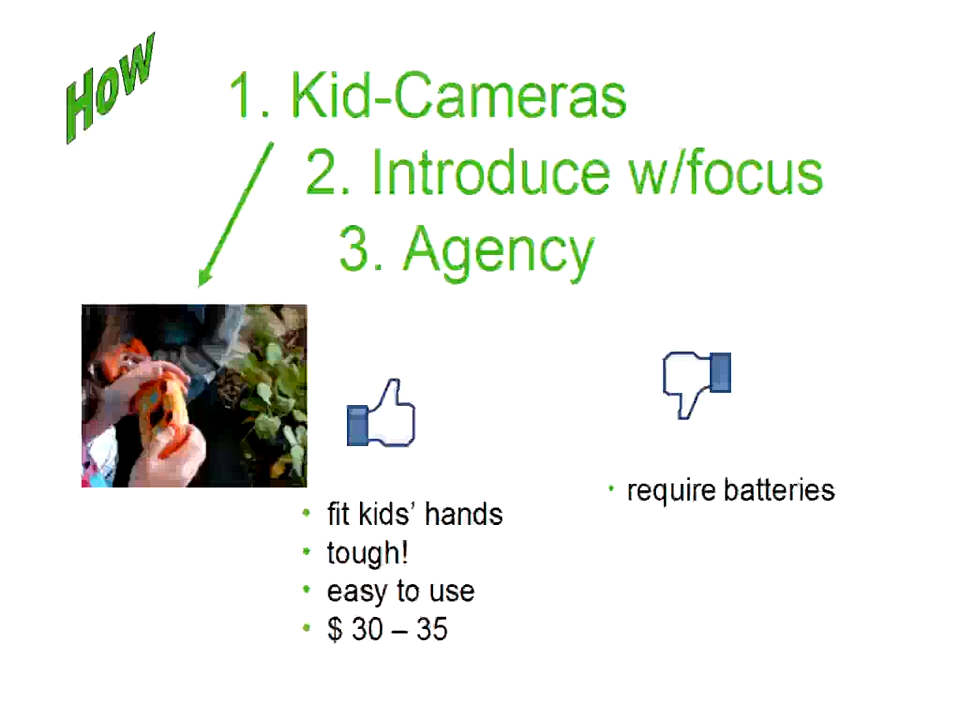 How
1. Kid-Cameras
2. Introduce w/focus
3. Agency
• fit kids’ hands
• tough!
• easy to use
• $ 30 – 35
• require batteries